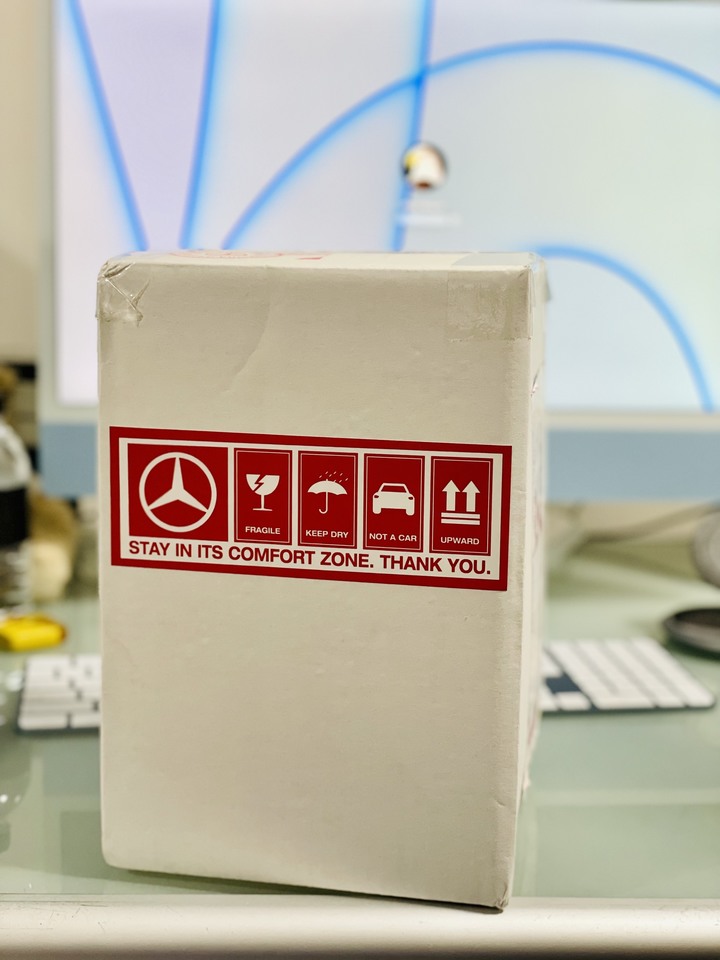 FRAGILE
KEEP DRY
NOT A CAR
UPWARD
STAY IN ITS COMFORT ZONE. THANK YOU.